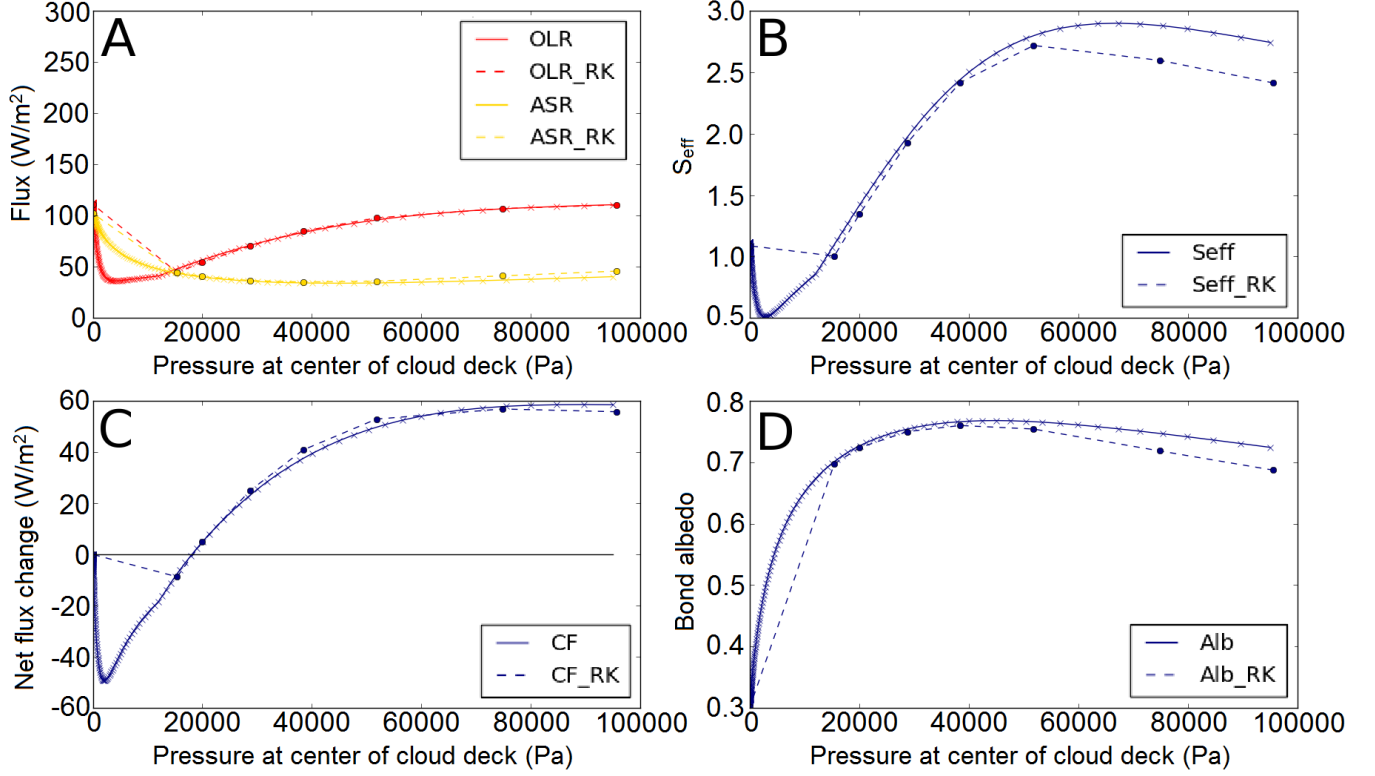 A
300
250
200
150
100
50
0
Flux (W/m²)
OLR
OLR_RK
ASR
ASR_RK
0 20000 40000 60000 80000 100000
Pressure at center of cloud deck (Pa)
B
3.0
2.5
2.0
1.5
1.0
0.5
Seff
Seff
Seff_RK
0 20000 40000 60000 80000 100000
Pressure at center of cloud deck (Pa)
C
60
40
20
0
-20
-40
-60
Net flux change (W/m²)
CF
CF_RK
0 20000 40000 60000 80000 100000
Pressure at center of cloud deck (Pa)
D
0.8
0.7
0.6
0.5
0.4
0.3
Bond albedo
Alb
Alb_RK
0 20000 40000 60000 80000 100000
Pressure at center of cloud deck (Pa)